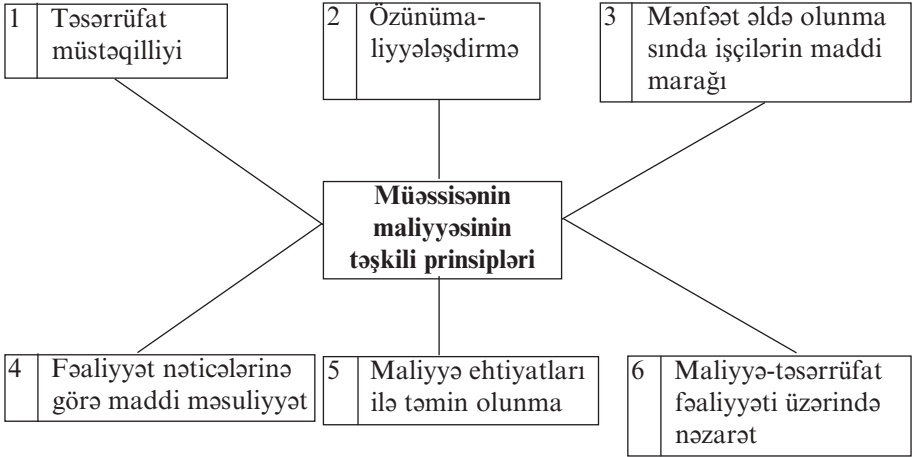 1 Təsərrüfat
müstəqilliyi
2 Özünüma-
liyyələşdirmə
3 Mənfəət əldə olunma
sında işçilərin maddi
marağı
Müəssisənin
maliyyəsinin
təşkili prinsipləri
4 Fəaliyyət nəticələrinə
görə maddi məsuliyyət
5 Maliyyə ehtiyatları
ilə təmin olunma
6 Maliyyə-təsərrüfat
fəaliyyəti üzərində
nəzarət